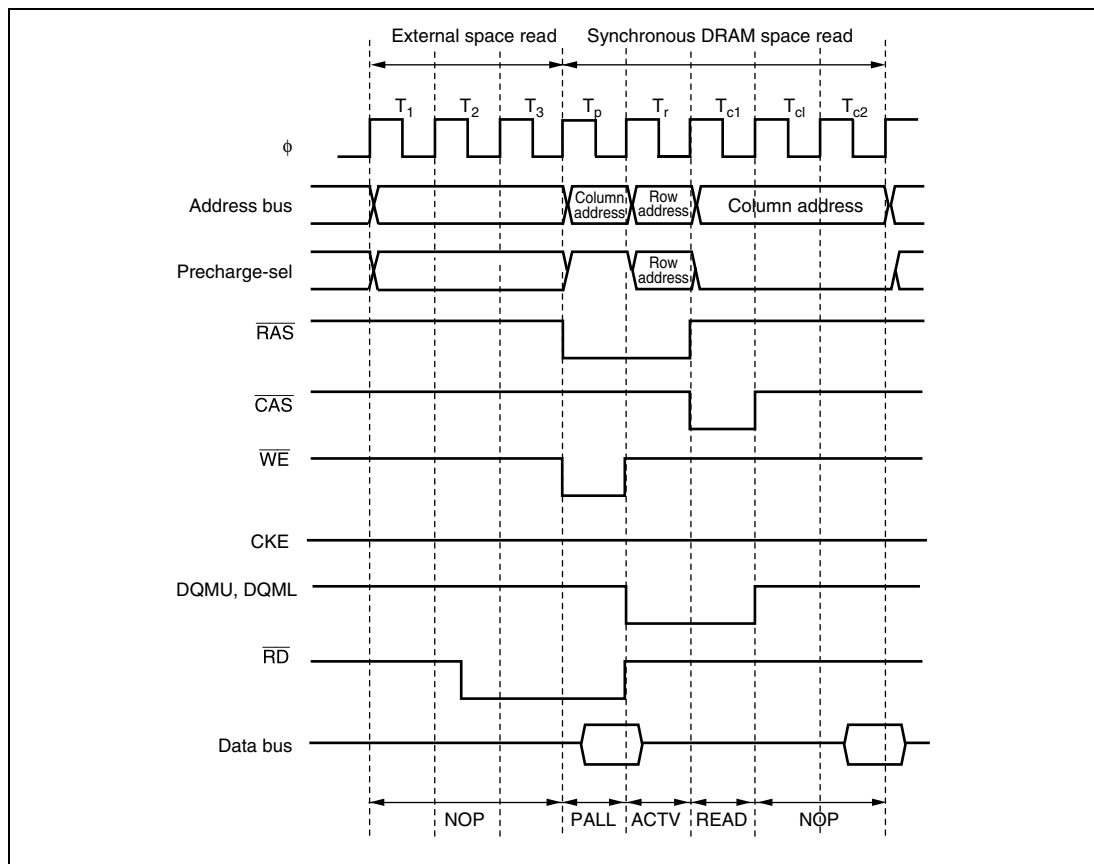 External space read Synchronous DRAM space read
T1 T2 T3 Tp Tr Tc1 Tcl Tc2
ϕ
Address bus
Column
address
Row
address
Column address
Precharge-sel
Row
address
RAS
CAS
WE
CKE
DQMU, DQML
RD
Data bus
NOP PALL ACTV READ NOP